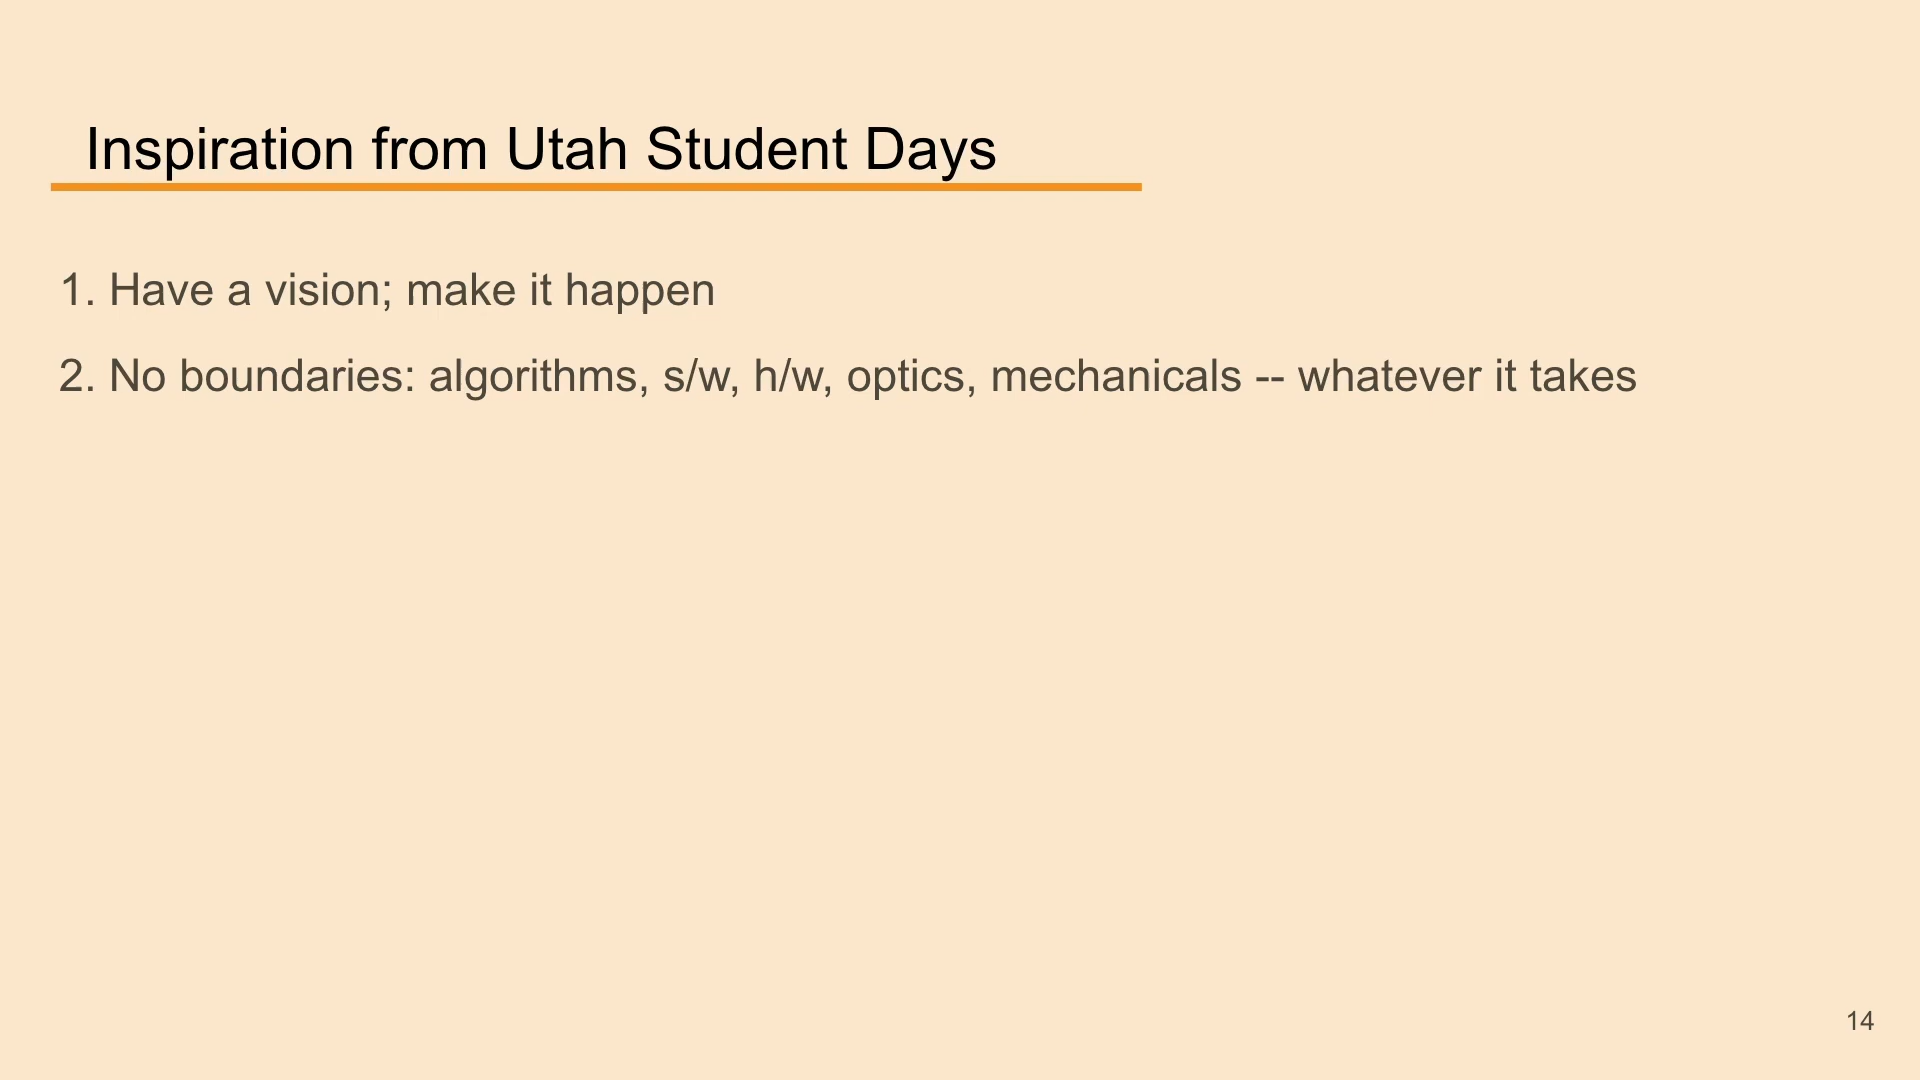 Inspiration from Utah Student Days
1. Have a vision; make it happen
2. No boundaries: algorithms, s/w, h/w, optics, mechanicals -- whatever it takes
14